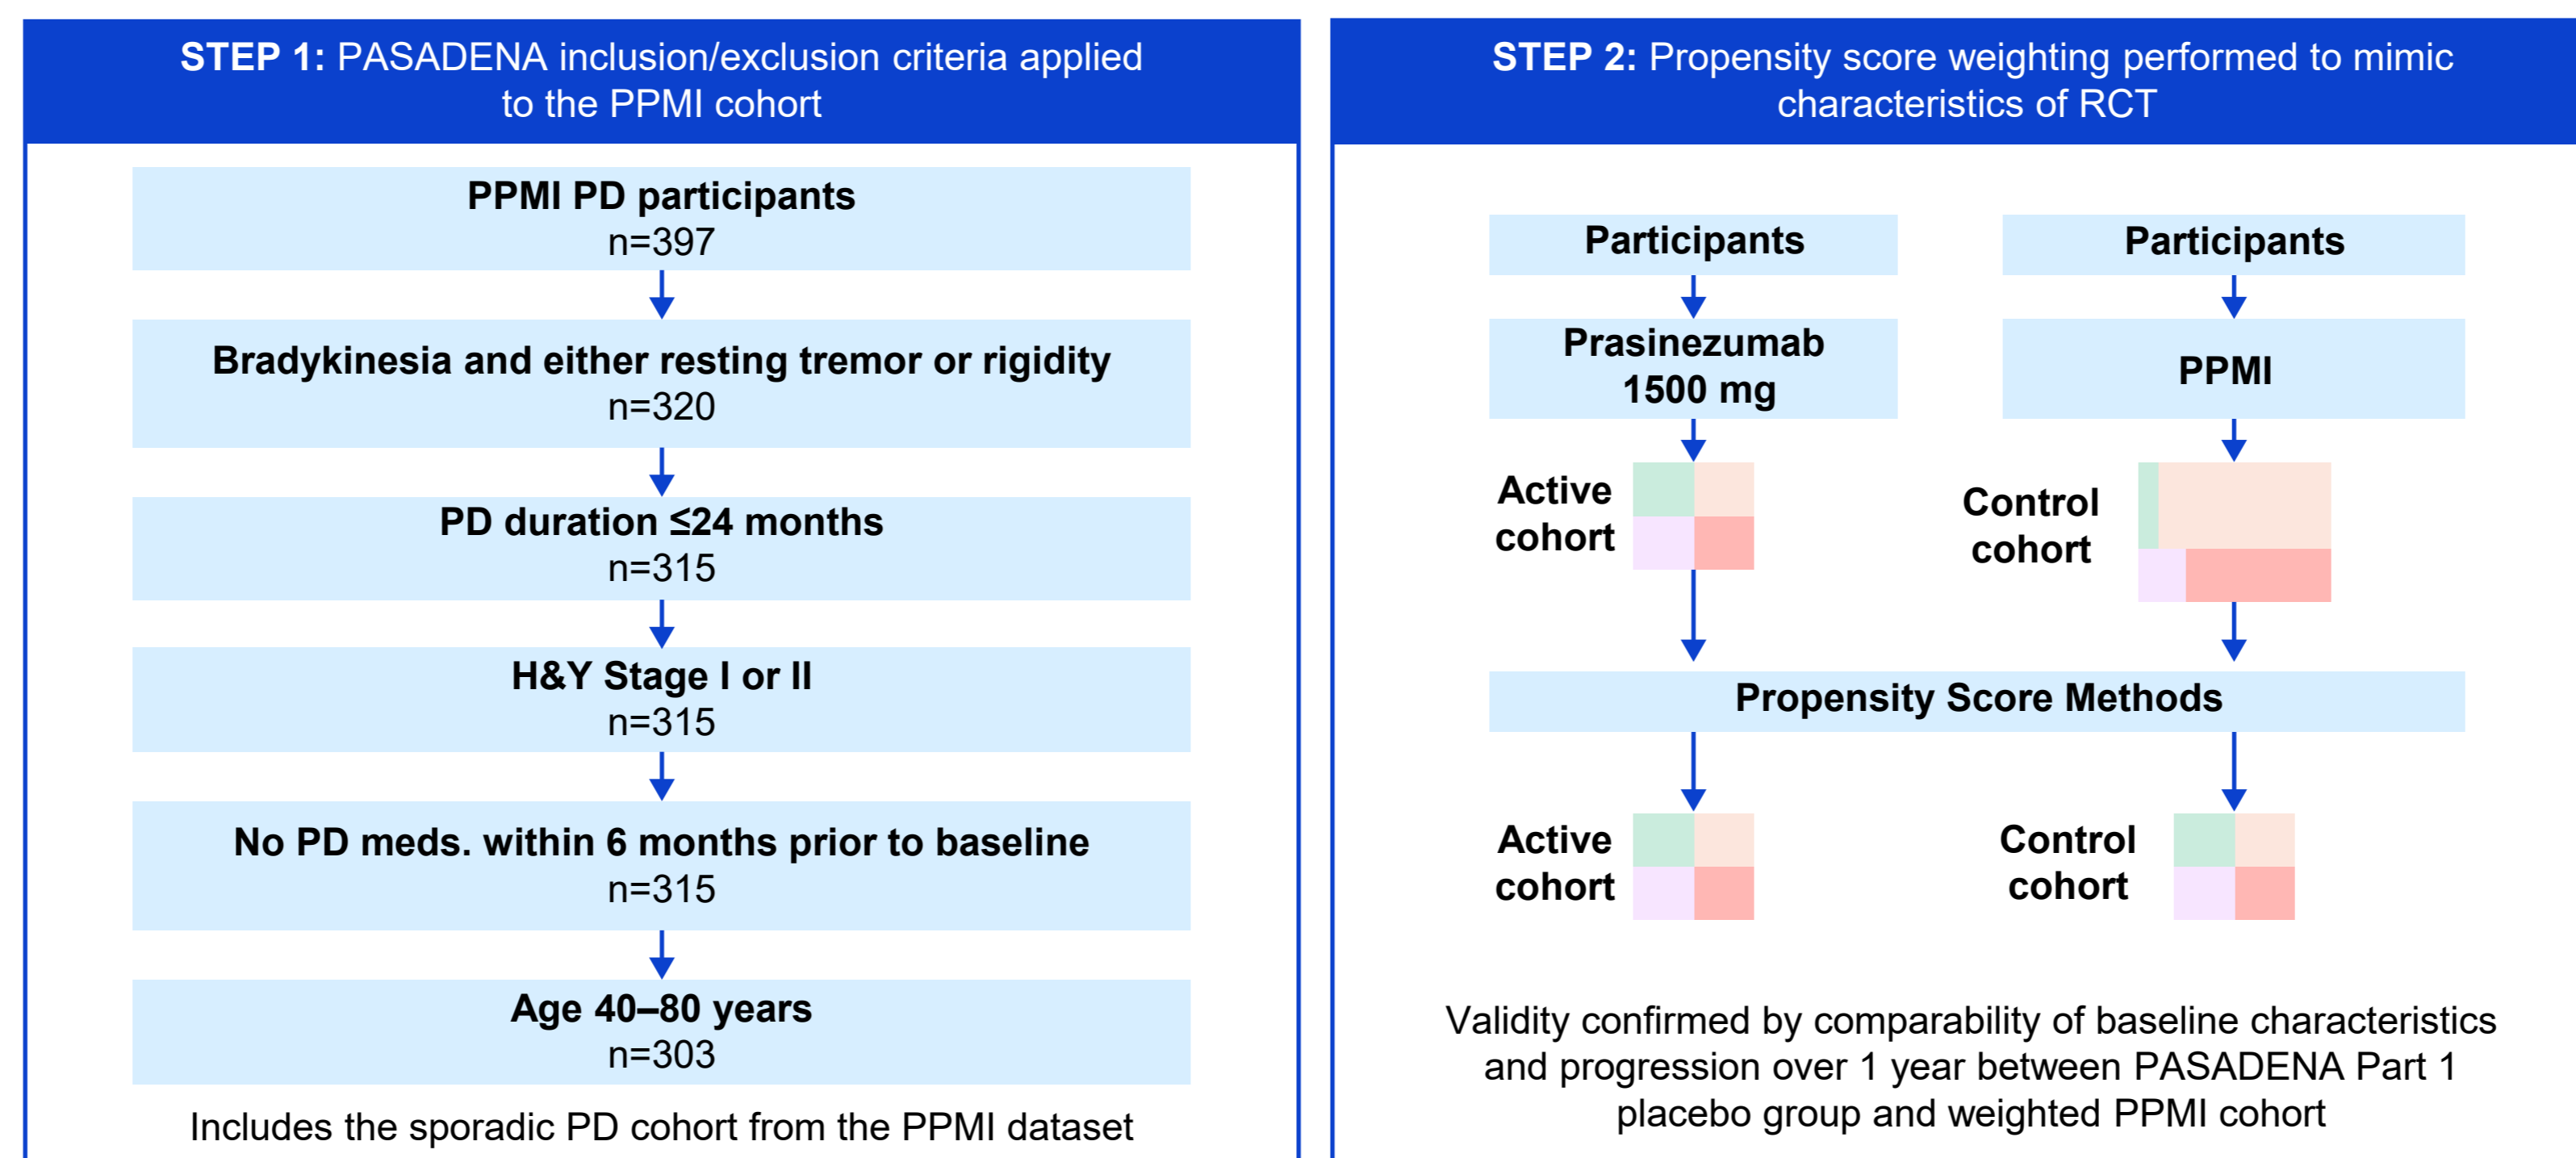 STEP 1: PASADENA inclusion/exclusion criteria applied
to the PPMI cohort
PPMI PD participants
n=397
Bradykinesia and either resting tremor or rigidity
n=320
PD duration ≤24 months
n=315
H&Y Stage I or II
n=315
No PD meds. within 6 months prior to baseline
n=315
Age 40–80 years
n=303
Includes the sporadic PD cohort from the PPMI dataset
STEP 2: Propensity score weighting performed to mimic
characteristics of RCT
Participants
Participants
Prasinezumab
1500 mg
PPMI
Active
cohort
Control
cohort
Propensity Score Methods
Active
cohort
Control
cohort
Validity confirmed by comparability of baseline characteristics
and progression over 1 year between PASADENA Part 1
placebo group and weighted PPMI cohort